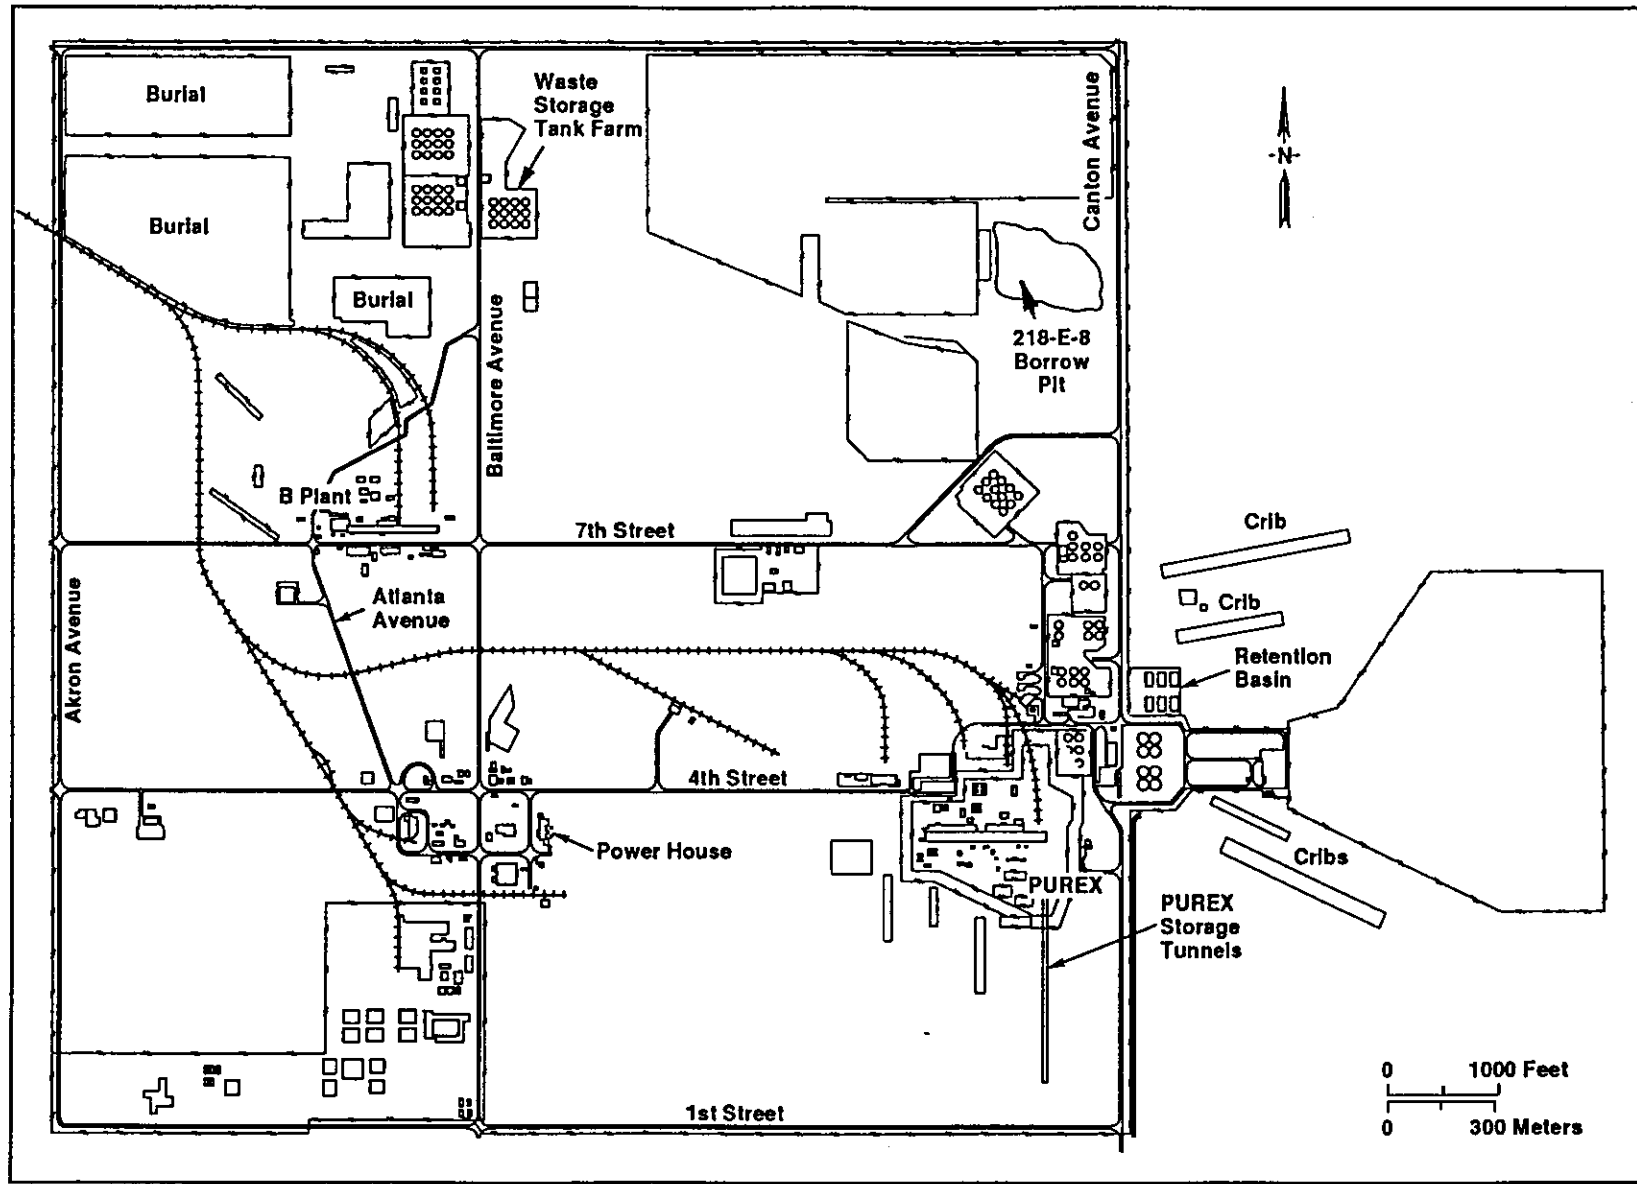 Burial
Waste
Storage
Tank Farm
Canton Avenue
-N-
Burial
Burial
218-E-8
Borrow
Pit
Baltimore Avenue
B Plant
7th Street
Crib
Atlanta
Avenue
Akron Avenue
Crib
Retention
Basin
4th Street
Power House
Cribs
PUREX
PUREX
Storage
Tunnels
0 1000 Feet
0 300 Meters
1st Street